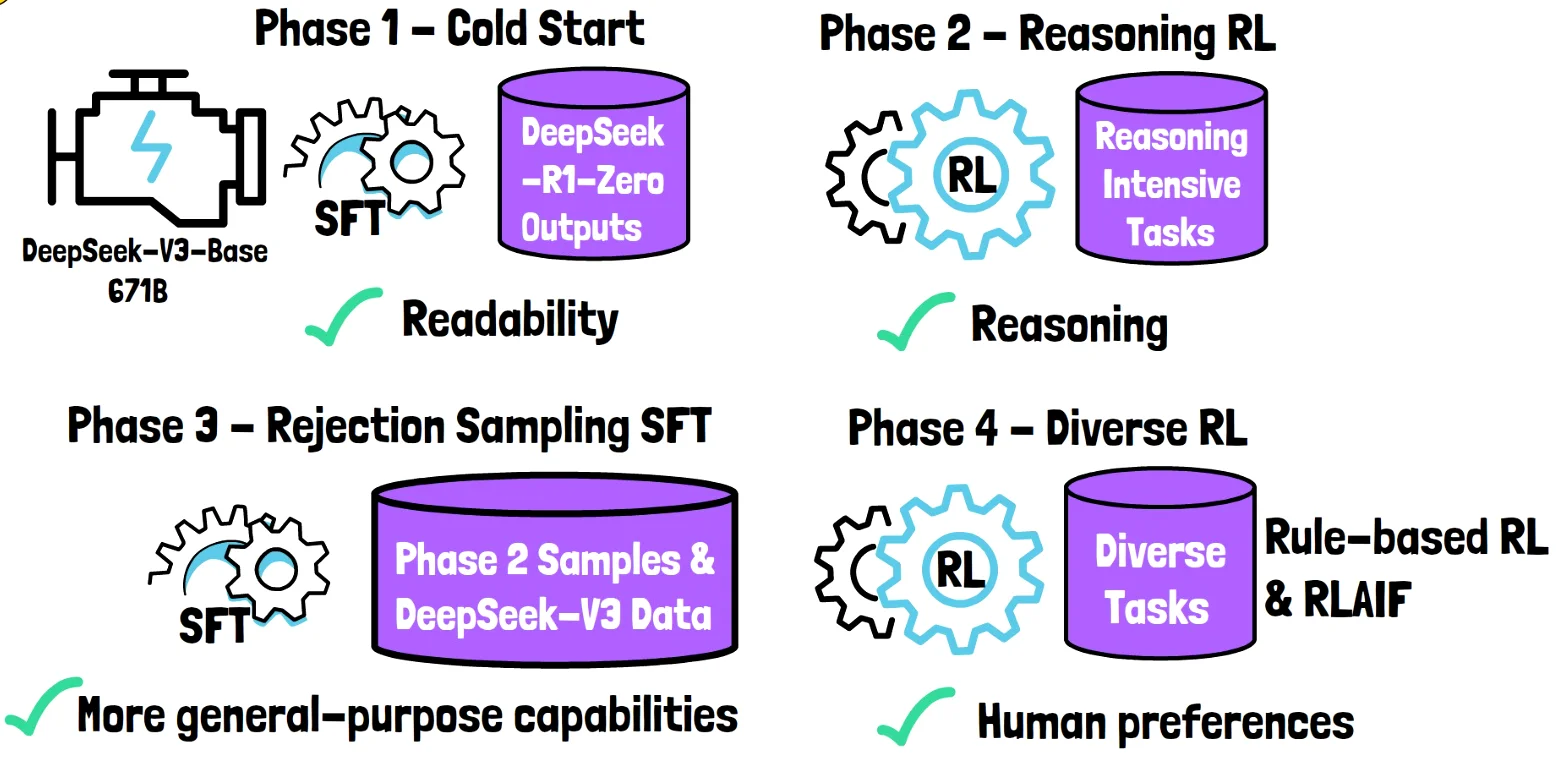 Phase 1 – Cold Start
DeepSeek-V3-Base
671B
SFT
DeepSeek
-R1-Zero
Outputs
Readability
Phase 2 – Reasoning RL
RL
Reasoning
Intensive
Tasks
Reasoning
Phase 3 – Rejection Sampling SFT
SFT
Phase 2 Samples &
DeepSeek-V3 Data
More general-purpose capabilities
Phase 4 – Diverse RL
RL
Diverse
Tasks
Rule-based RL
& RLAIF
Human preferences